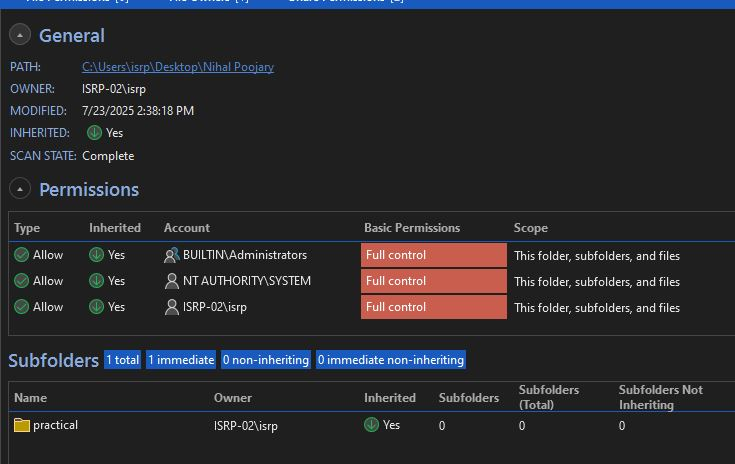 General
PATH: C:\Users\isrp\Desktop\Nihal Poojary
OWNER: ISRP-02\isrp
MODIFIED: 7/23/2025 2:38:18 PM
INHERITED: Yes
SCAN STATE: Complete
Permissions
Type Inherited Account Basic Permissions Scope
Allow Yes BUILTIN\Administrators Full control This folder, subfolders, and files
Allow Yes NT AUTHORITY\SYSTEM Full control This folder, subfolders, and files
Allow Yes ISRP-02\isrp Full control This folder, subfolders, and files
Subfolders 1 total 1 immediate 0 non-inheriting 0 immediate non-inheriting
Name Owner Inherited Subfolders Subfolders (Total) Subfolders Not Inheriting
practical ISRP-02\isrp Yes 0 0 0